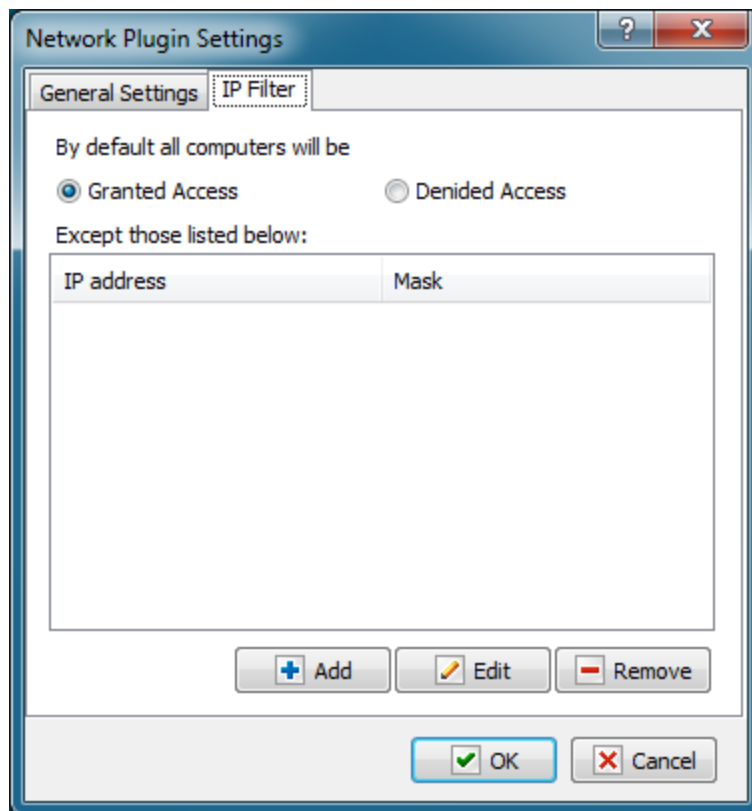 Network Plugin Settings
General Settings IP Filter
By default all computers will be
Granted Access Denided Access
Except those listed below:
IP address Mask
Add Edit Remove
OK Cancel